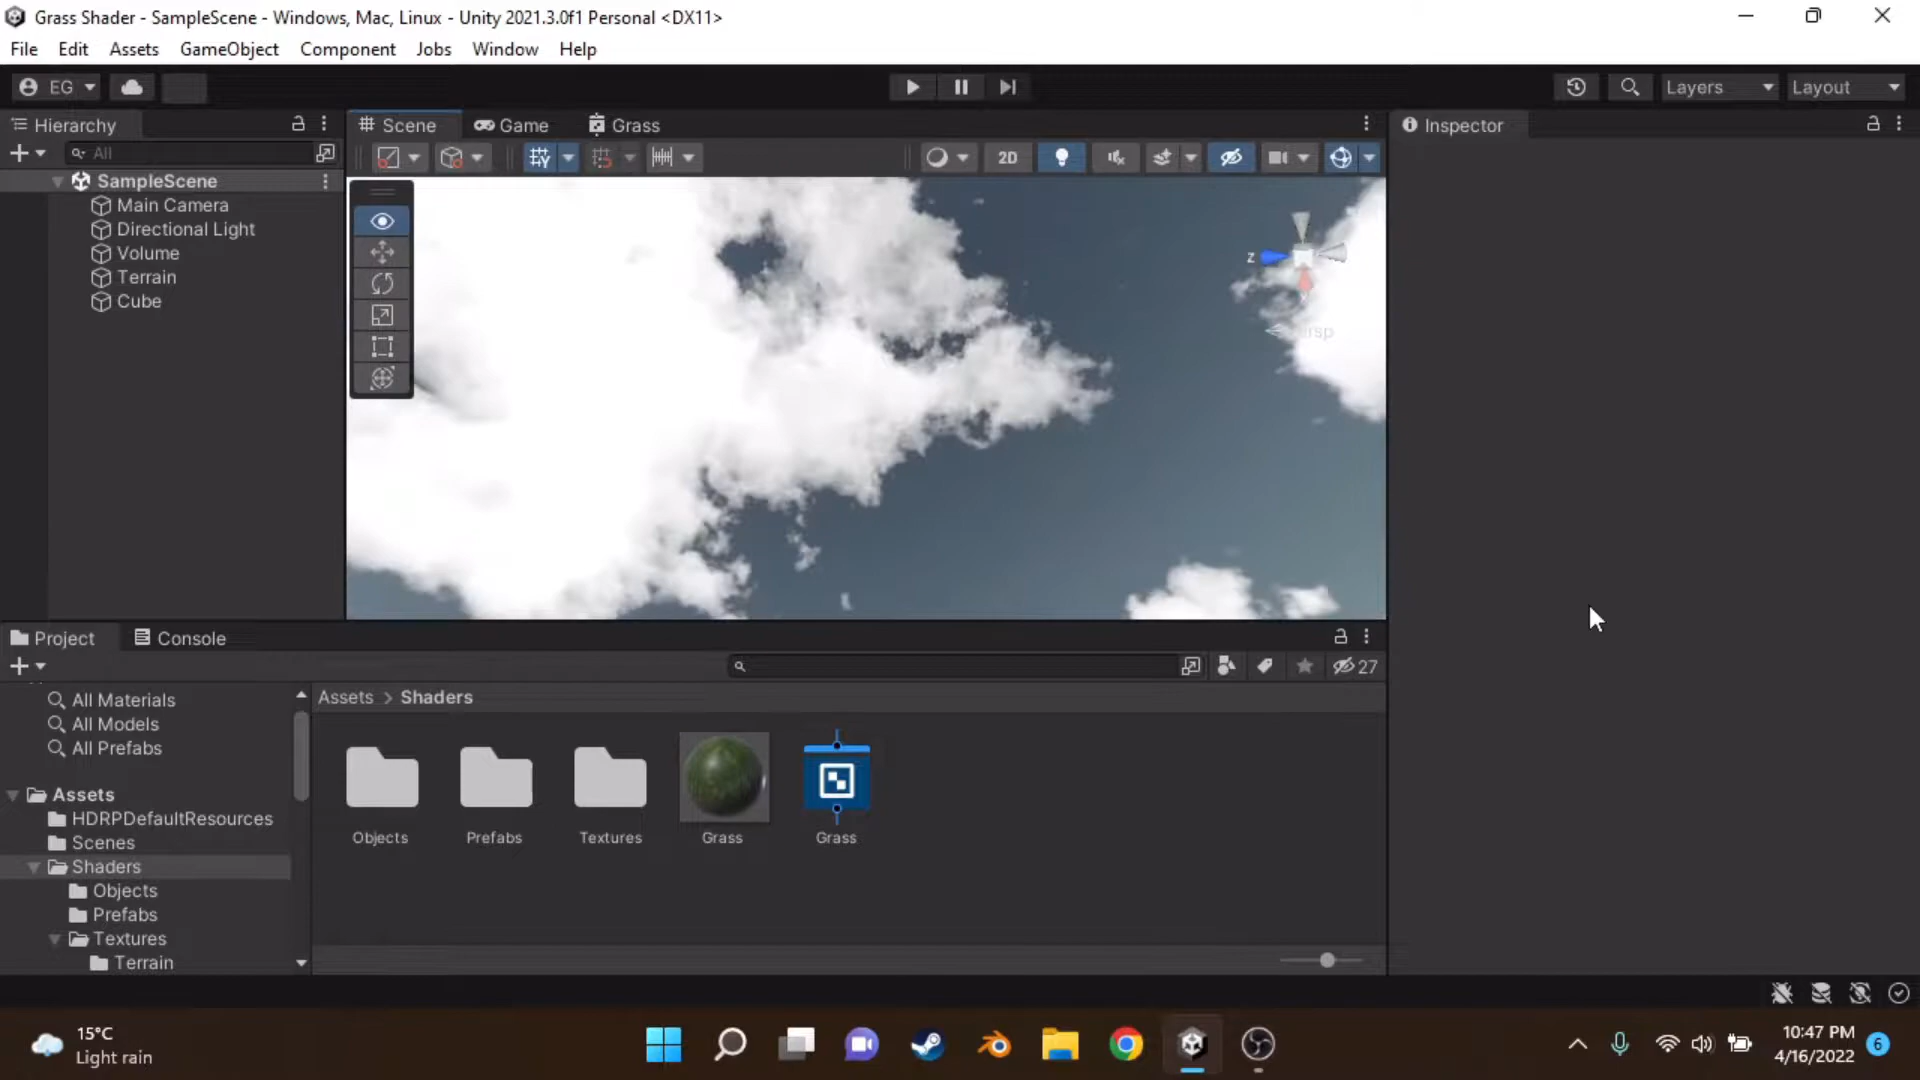 Grass Shader - SampleScene - Windows, Mac, Linux - Unity 2021.3.0f1 Personal <DX11>
File Edit Assets GameObject Component Jobs Window Help
EG Layers Layout
Hierarchy Scene Game Grass Inspector
All 2D
SampleScene
Main Camera
Directional Light
Volume
Terrain
Cube
z
Project Console
27
All Materials
All Models
All Prefabs
Assets
HDRPDefaultResources
Scenes
Shaders
Objects
Prefabs
Textures
Terrain
Assets > Shaders
Objects Prefabs Textures Grass Grass
15°C
Light rain
10:47 PM
4/16/2022
6